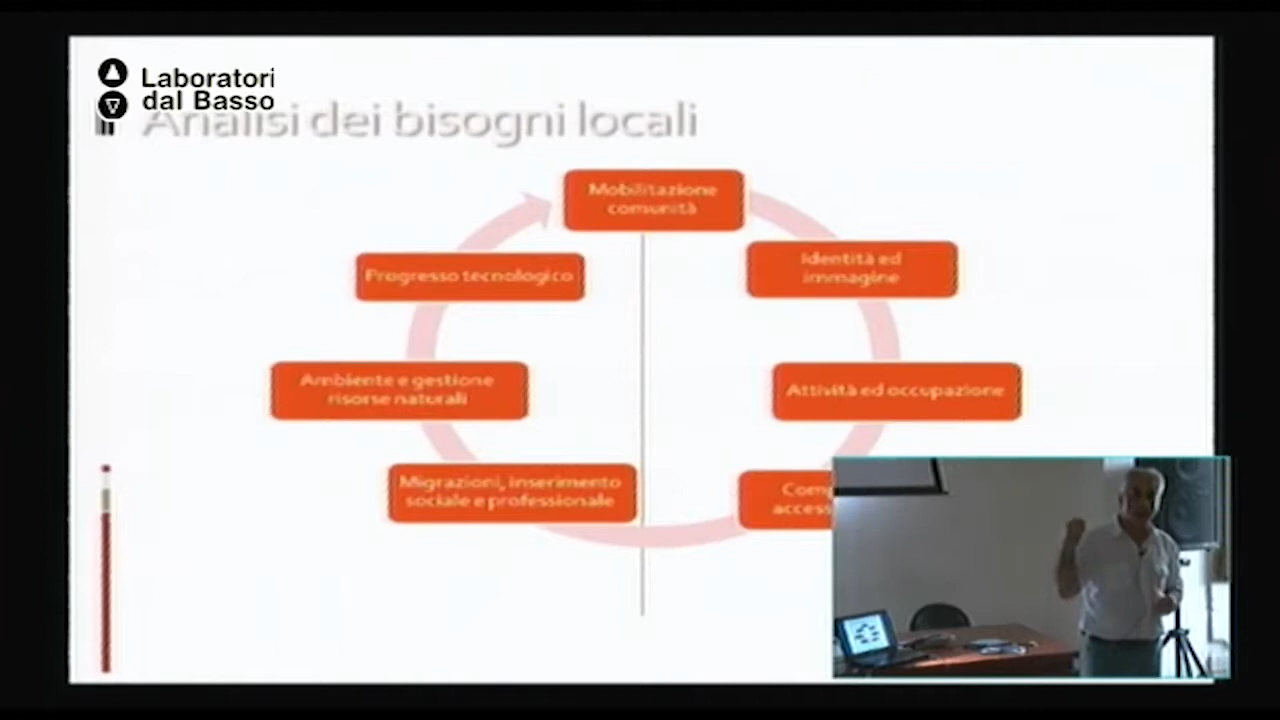 Laboratori
dal Basso
Analisi dei bisogni locali
Mobilitazione
comunità
Identità ed
immagine
Attività ed occupazione
Migrazioni, inserimento
sociale e professionale
Ambiente e gestione
risorse naturali
Progresso tecnologico